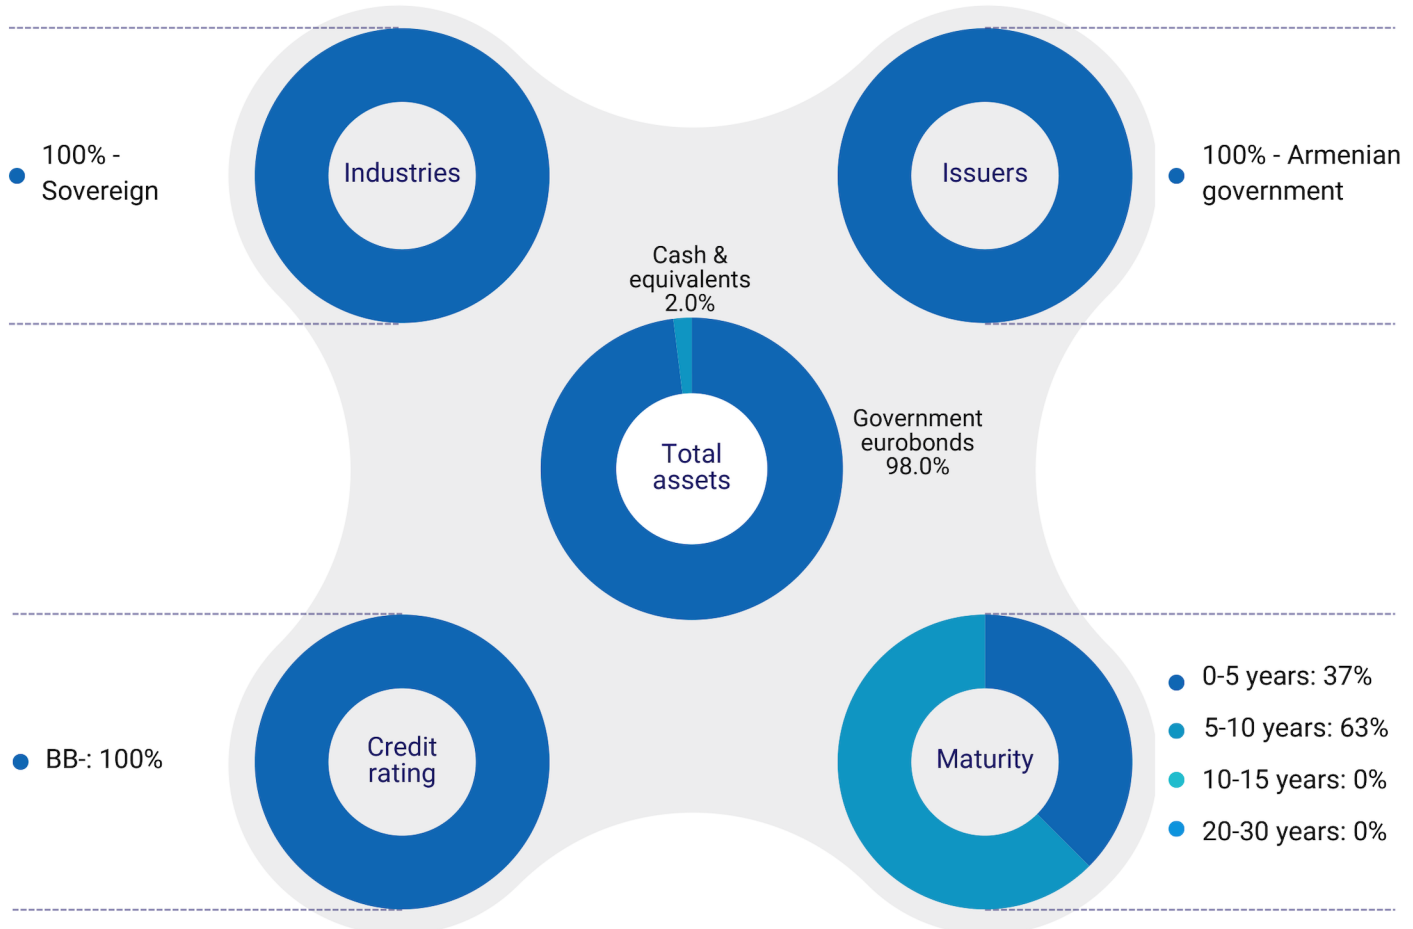 100% -
Sovereign
Industries
Issuers
100% - Armenian
government
Cash &
equivalents
2.0%
Total
assets
Government
eurobonds
98.0%
BB-: 100%
Credit
rating
Maturity
0-5 years: 37%
5-10 years: 63%
10-15 years: 0%
20-30 years: 0%